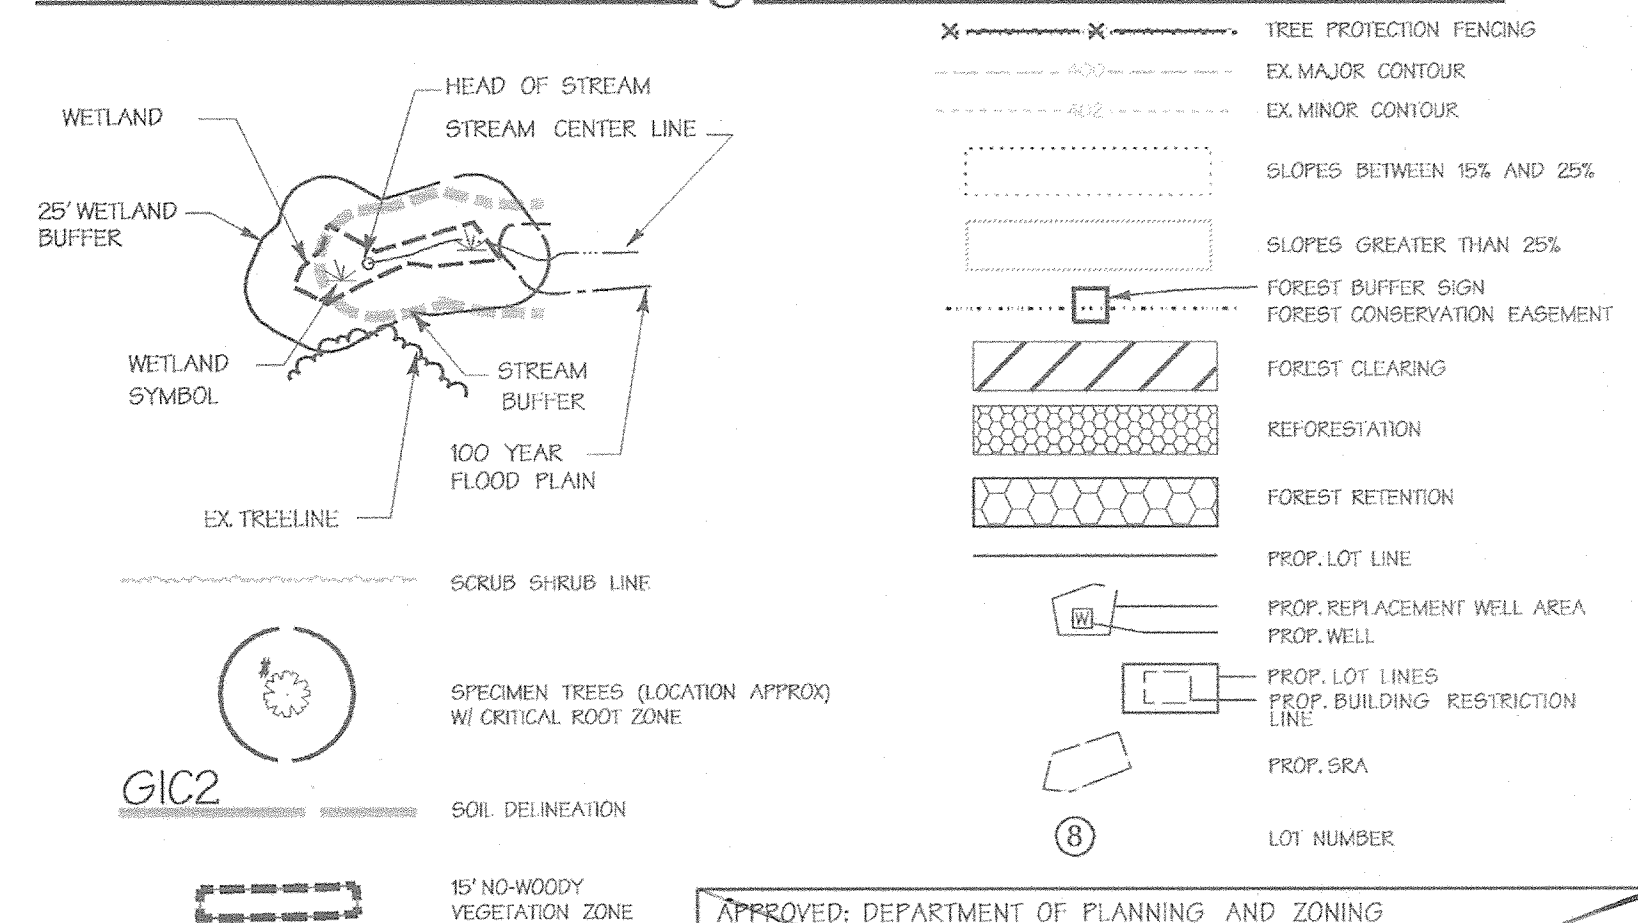 HEAD OF STREAM
WETLAND
STREAM CENTER LINE
25' WETLAND
BUFFER
WETLAND
SYMBOL
STREAM
BUFFER
100 YEAR
FLOOD PLAIN
EX. TREELINE
SCRUB SHRUB LINE
#
SPECIMEN TREES (LOCATION APPROX)
W/ CRITICAL ROOT ZONE
GlC2
SOIL DELINEATION
15' NO-WOODY
VEGETATION ZONE
TREE PROTECTION FENCING
400
EX. MAJOR CONTOUR
402
EX. MINOR CONTOUR
SLOPES BETWEEN 15% AND 25%
SLOPES GREATER THAN 25%
FOREST BUFFER SIGN
FOREST CONSERVATION EASEMENT
FOREST CLEARING
REFORESTATION
FOREST RETENTION
PROP. LOT LINE
PROP. REPLACEMENT WELL AREA
W
PROP. WELL
PROP. LOT LINES
PROP. BUILDING RESTRICTION
LINE
PROP. SRA
8
LOT NUMBER
APPROVED: DEPARTMENT OF PLANNING AND ZONING